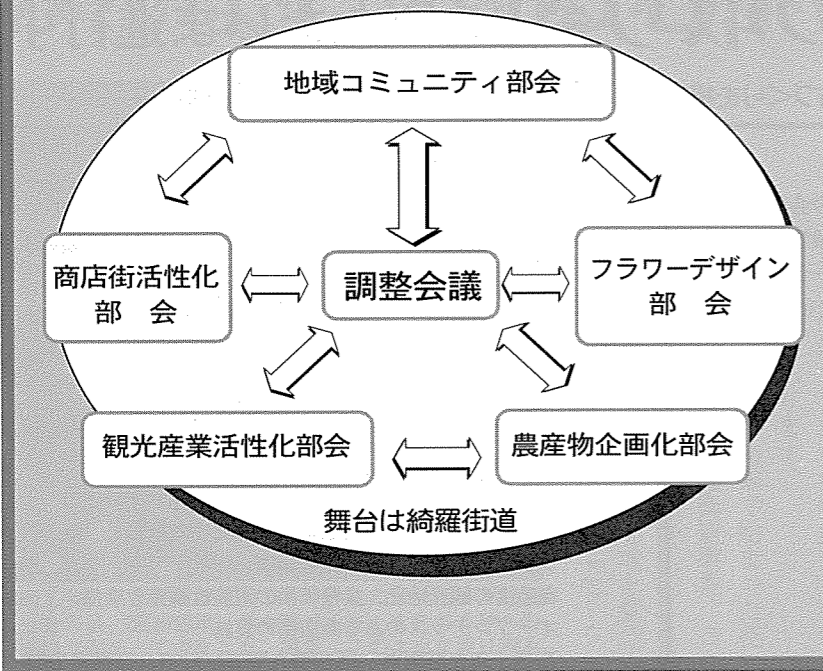 地域コミュニティ部会
商店街活性化
部　会
調整会議
フラワーデザイン
部　会
観光産業活性化部会
農産物企画化部会
舞台は綺羅街道